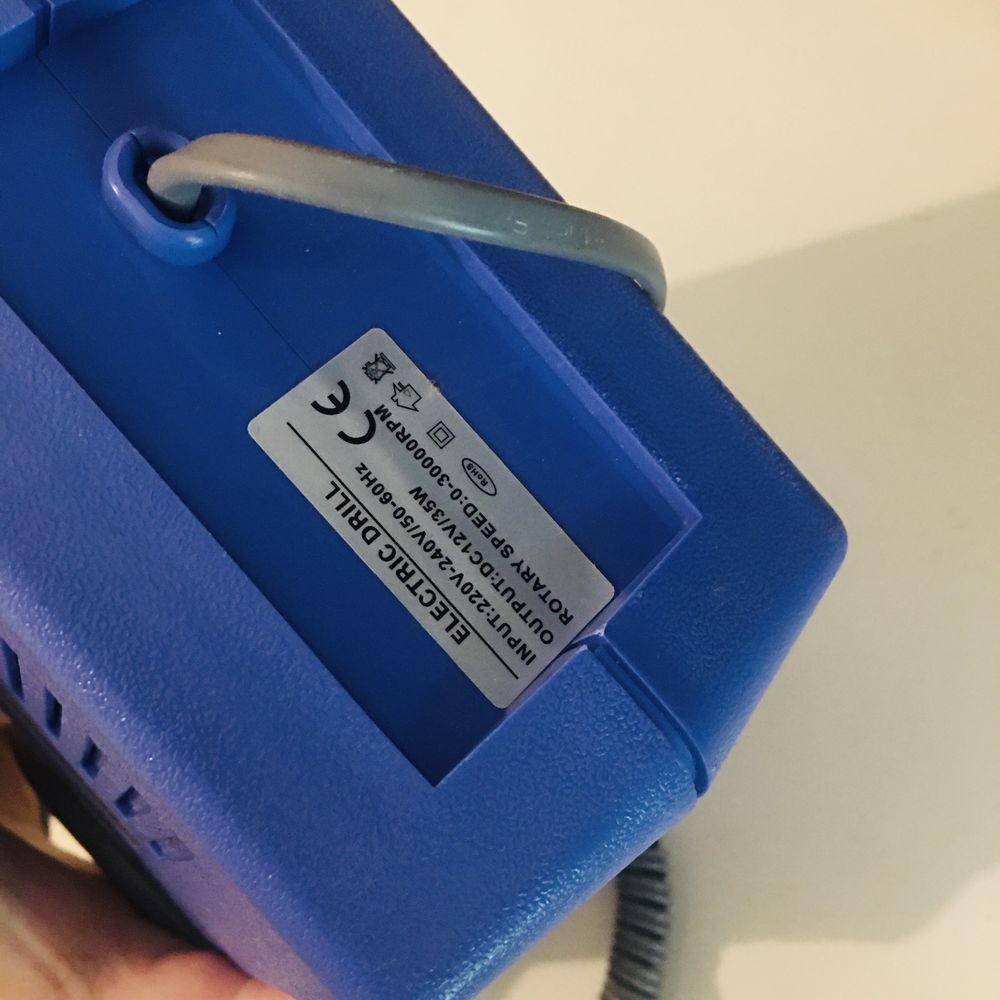 ELECTRIC DRILL
INPUT:220V-240V/50-60Hz
OUTPUT:DC12V/35W
ROTARY SPEED:0-30000RPM
CE
RoHS